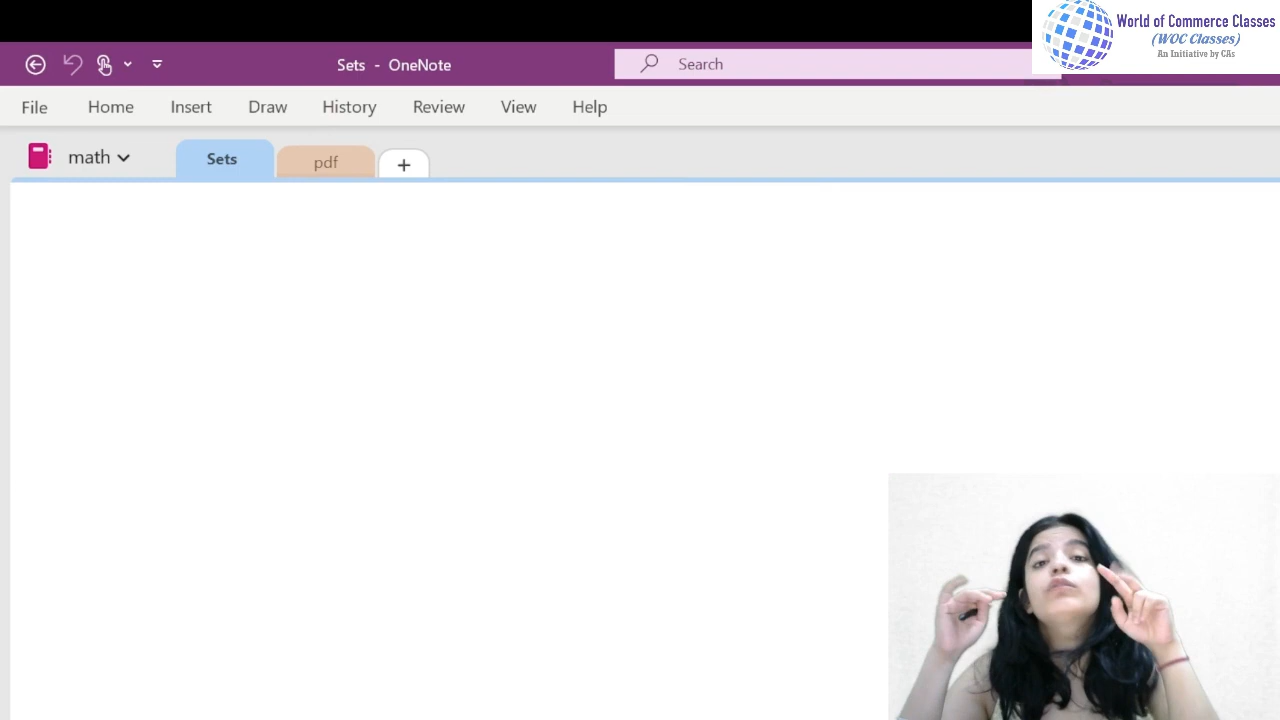 World of Commerce Classes
(WOC Classes)
An Initiative by CAs
Sets - OneNote
Search
File Home Insert Draw History Review View Help
math Sets pdf +